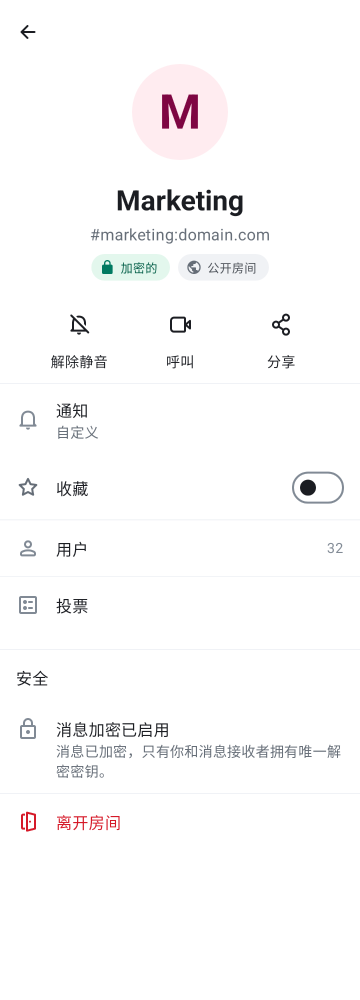 M
Marketing
#marketing:domain.com
加密的
公开房间
解除静音
呼叫
分享
通知
自定义
收藏
用户
32
投票
安全
消息加密已启用
消息已加密，只有你和消息接收者拥有唯一解
密密钥。
离开房间